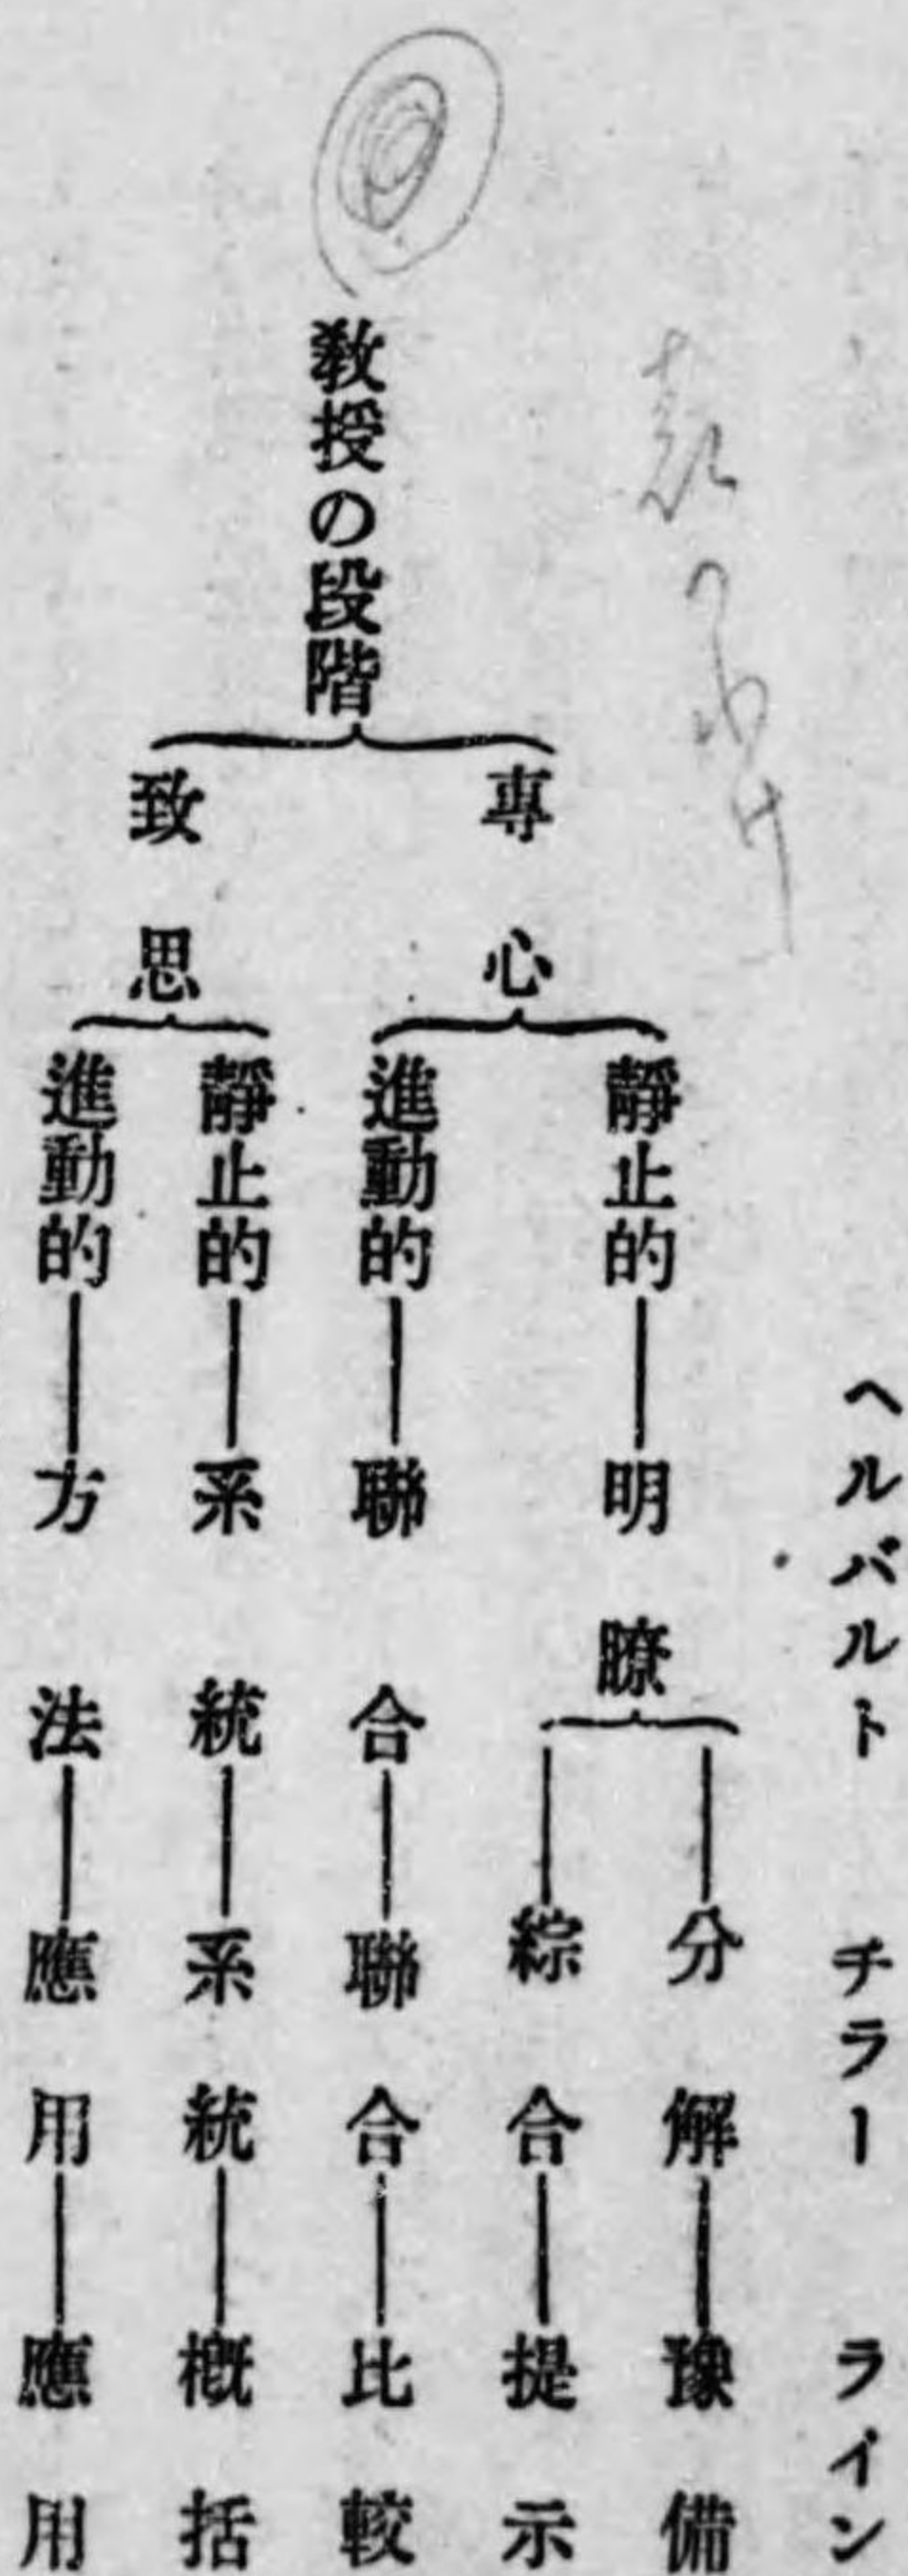 ヘルバルト チラー ライン
教授の段階
專心
靜止的―明瞭
分解―豫備
綜合―提示
進動的―聯合―聯合―比較
致思
靜止的―系統―系統―概括
進動的―方法―應用―應用